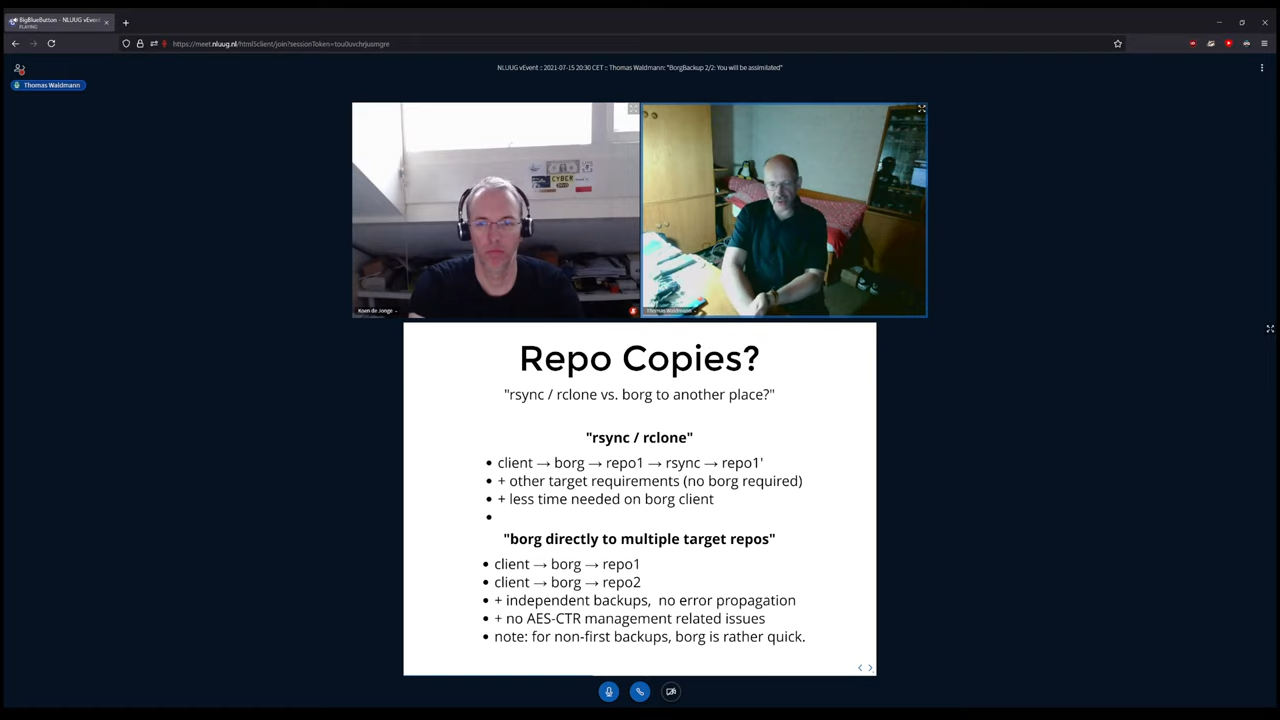 BigBlueButton - NLUUG vEvent
PLAYING
https://meet.nluug.nl/html5client/join?sessionToken=tou0uvchrjusmgre
NLUUG vEvent :: 2021-07-15 20:30 CET :: Thomas Waldmann: "BorgBackup 2/2: You will be assimilated"
Thomas Waldmann
CYBER
Koen de Jonge
Thomas Waldmann
Repo Copies?
"rsync / rclone vs. borg to another place?"
"rsync / rclone"
• client → borg → repo1 → rsync → repo1'
• + other target requirements (no borg required)
• + less time needed on borg client
•
"borg directly to multiple target repos"
• client → borg → repo1
• client → borg → repo2
• + independent backups, no error propagation
• + no AES-CTR management related issues
• note: for non-first backups, borg is rather quick.